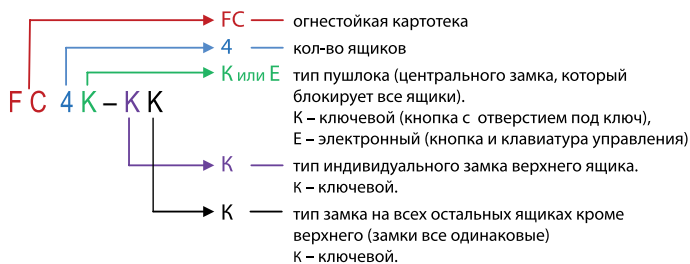 FC — огнестойкая картотека
4 — кол-во ящиков
К или Е — тип пушлока (центрального замка, который
блокирует все ящики).
К – ключевой (кнопка с отверстием под ключ),
Е – электронный (кнопка и клавиатура управления)
FC4K–KK
К — тип индивидуального замка верхнего ящика.
К – ключевой.
К — тип замка на всех остальных ящиках кроме
верхнего (замки все одинаковые)
К – ключевой.